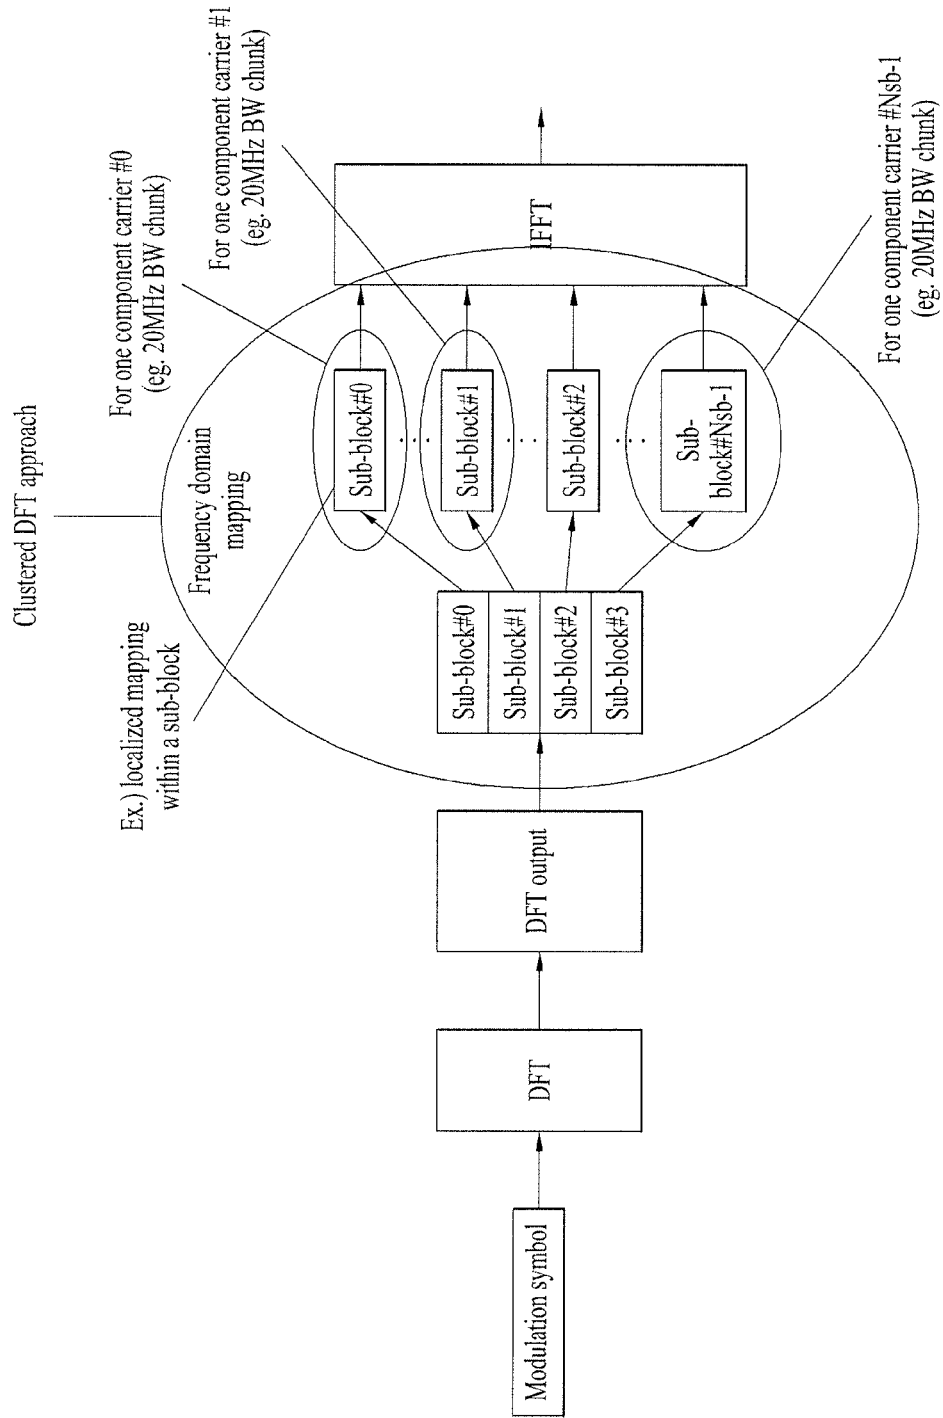 Clustered DFT approach
For one component carrier #0
(eg. 20MHz BW chunk)
For one component carrier #1
(eg. 20MHz BW chunk)
Ex.) localized mapping
within a sub-block
Frequency domain
mapping
Modulation symbol
DFT
DFT output
Sub-block#0
Sub-block#1
Sub-block#2
Sub-block#3
Sub-block#0
....
Sub-block#1
....
Sub-block#2
....
Sub-
block#Nsb-1
IFFT
For one component carrier #Nsb-1
(eg. 20MHz BW chunk)